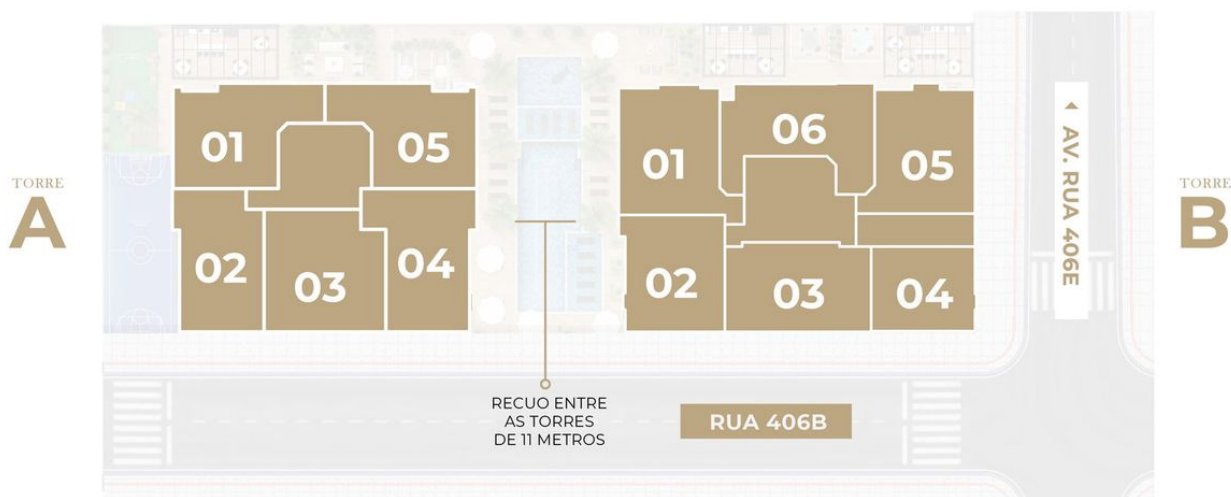 TORRE
A
01
05
02
03
04
01
06
05
02
03
04
TORRE
B
◄ AV. RUA 406E
RECUO ENTRE
AS TORRES
DE 11 METROS
RUA 406B